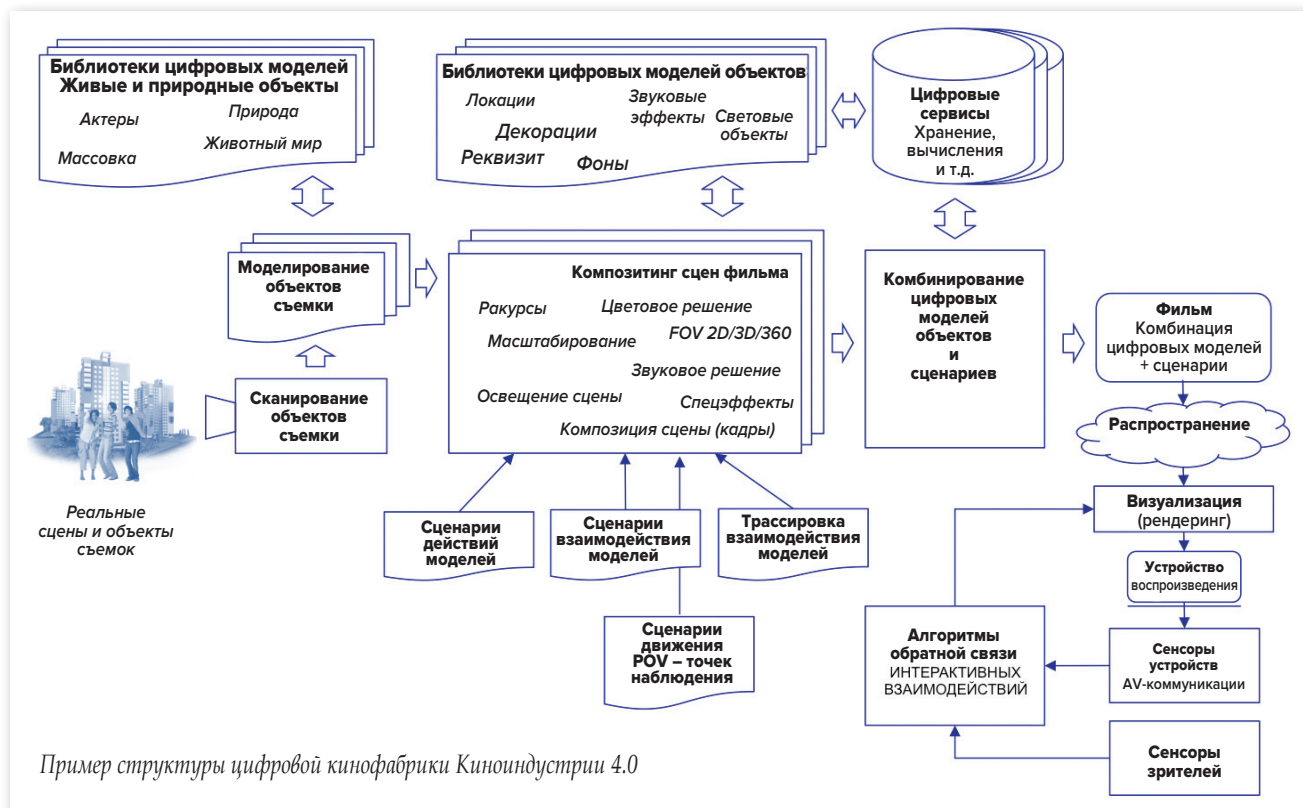 Библиотеки цифровых моделей
Живые и природные объекты
Актеры
Природа
Массовка
Животный мир
Библиотеки цифровых моделей объектов
Локации
Звуковые
эффекты
Световые
объекты
Декорации
Реквизит
Фоны
Цифровые
сервисы
Хранение,
вычисления
и т.д.
Моделирование
объектов
съемки
Композитинг сцен фильма
Ракурсы
Цветовое решение
Масштабирование
FOV 2D/3D/360
Звуковое решение
Освещение сцены
Спецэффекты
Композиция сцены (кадры)
Комбинирование
цифровых
моделей
объектов
и
сценариев
Фильм
Комбинация
цифровых моделей
+ сценарии
Сканирование
объектов
съемки
Распространение
Реальные
сцены и объекты
съемок
Сценарии
действий
моделей
Сценарии
взаимодействия
моделей
Трассировка
взаимодействия
моделей
Визуализация
(рендеринг)
Устройство
воспроизведения
Сценарии
движения
POV – точек
наблюдения
Алгоритмы
обратной связи
ИНТЕРАКТИВНЫХ
ВЗАИМОДЕЙСТВИЙ
Сенсоры
устройств
AV-коммуникации
Сенсоры
зрителей
Пример структуры цифровой кинофабрики Киноиндустрии 4.0